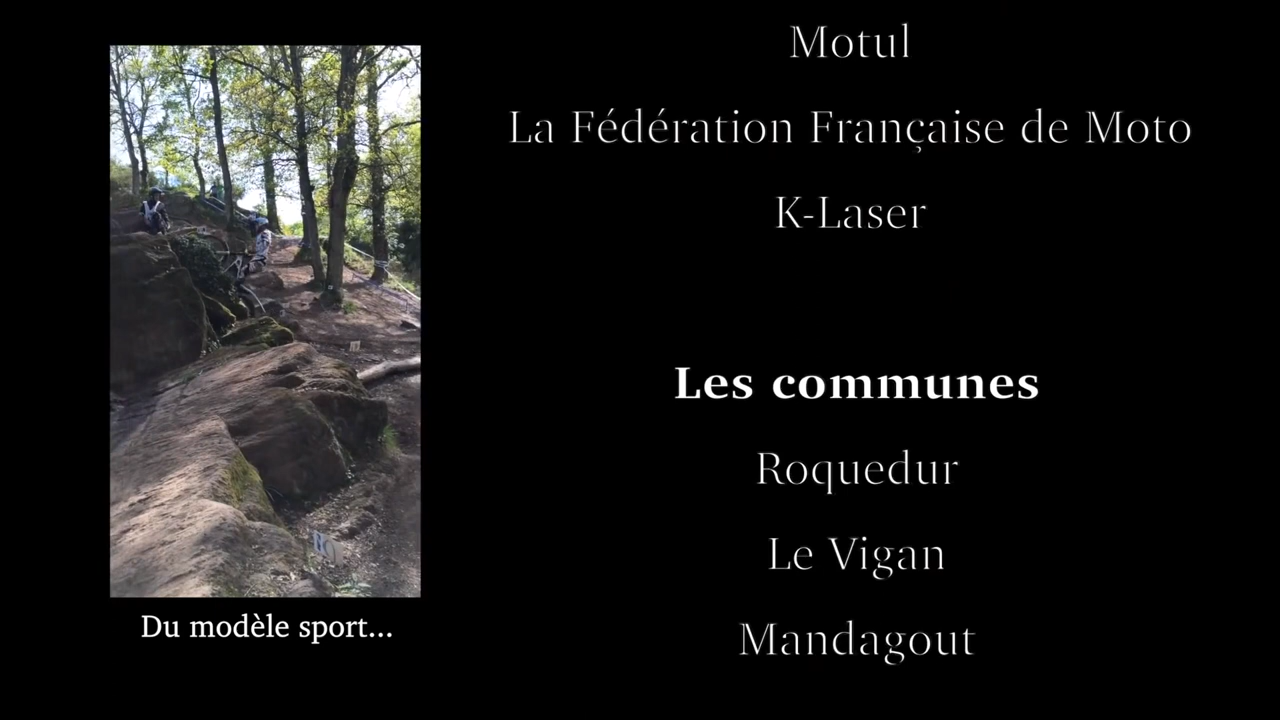 Motul
La Fédération Française de Moto
K-Laser
Les communes
Roquedur
Le Vigan
Mandagout
Du modèle sport...